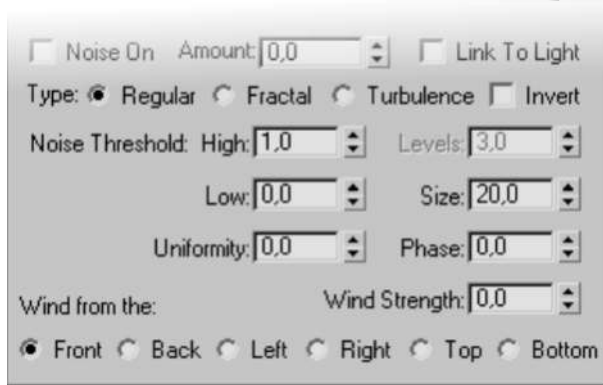 Noise On Amount: 0,0 Link To Light
Type: Regular Fractal Turbulence Invert
Noise Threshold: High: 1,0 Levels: 3,0
Low: 0,0 Size: 20,0
Uniformity: 0,0 Phase: 0,0
Wind from the: Wind Strength: 0,0
Front Back Left Right Top Bottom